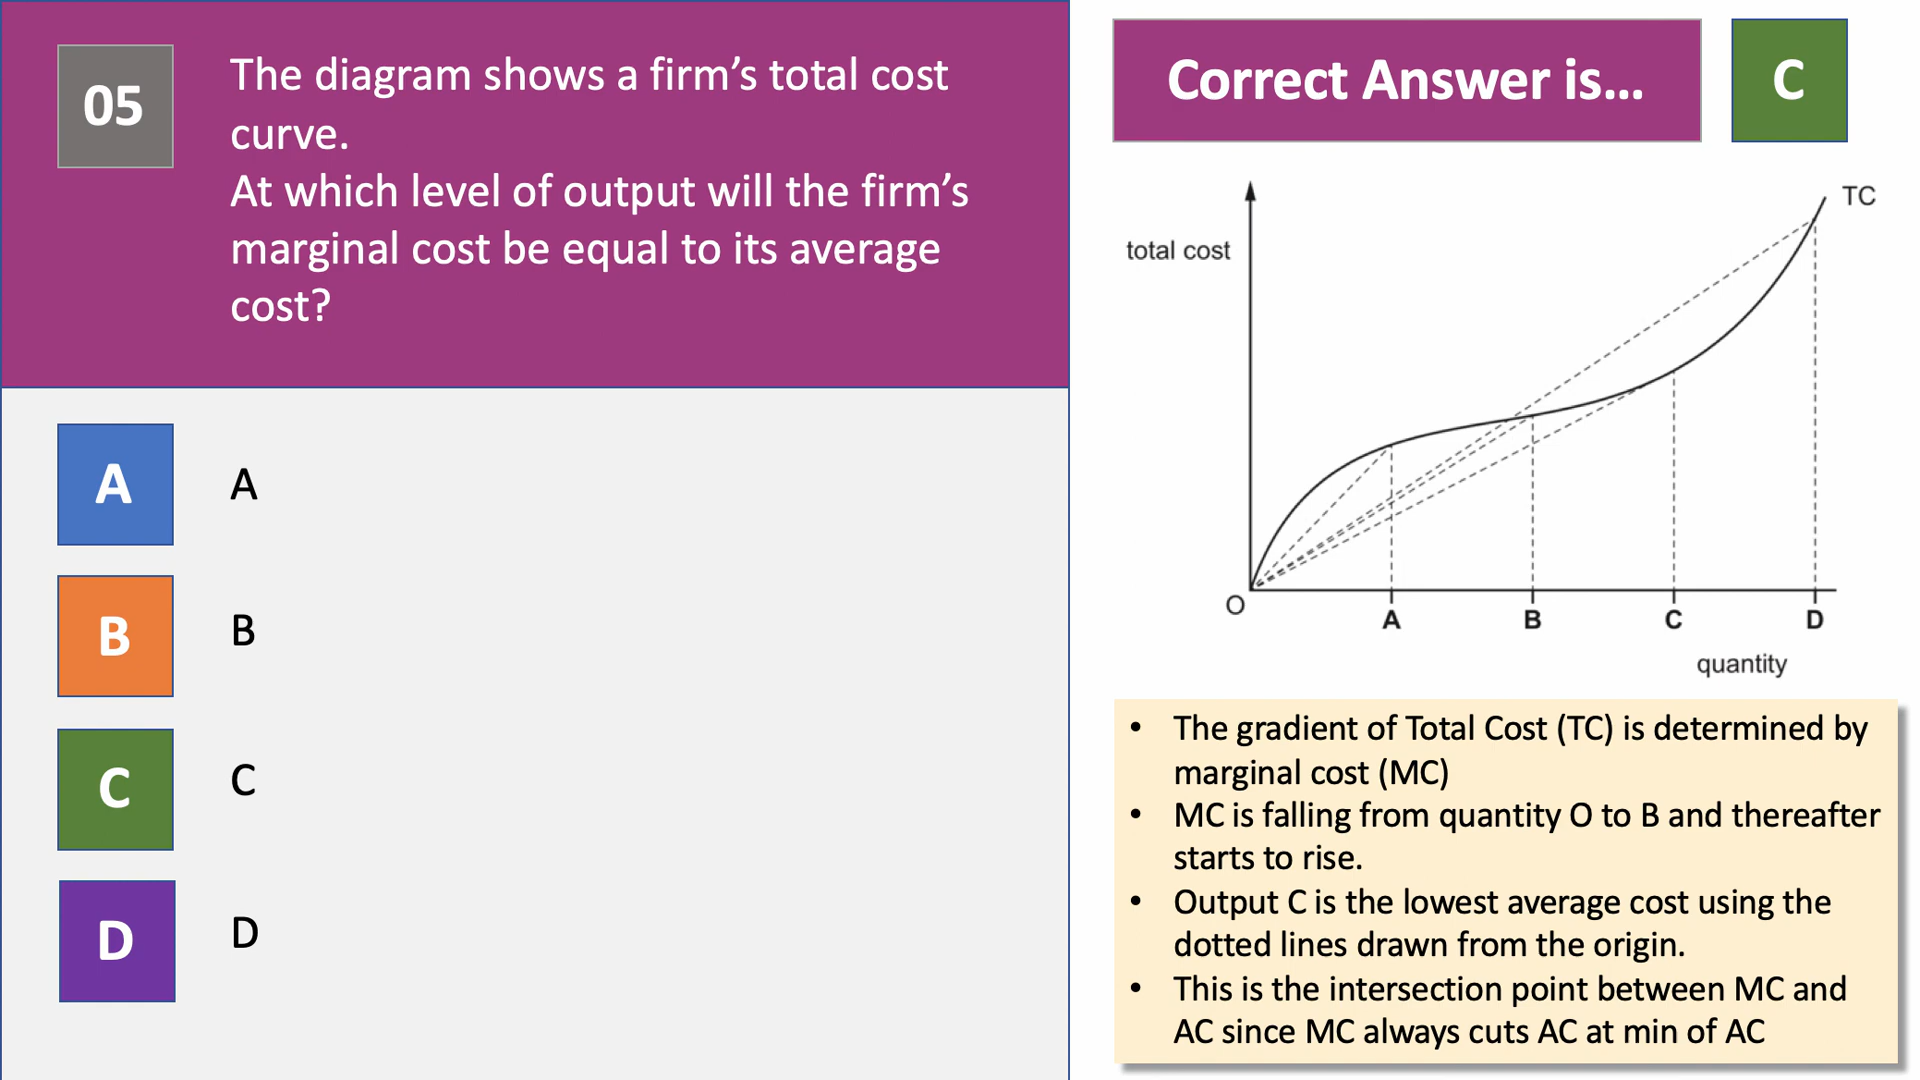 05
The diagram shows a firm’s total cost
curve.
At which level of output will the firm’s
marginal cost be equal to its average
cost?
A
A
B
B
C
C
D
D
Correct Answer is...
C
TC
total cost
O
A
B
C
D
quantity
• The gradient of Total Cost (TC) is determined by
marginal cost (MC)
• MC is falling from quantity O to B and thereafter
starts to rise.
• Output C is the lowest average cost using the
dotted lines drawn from the origin.
• This is the intersection point between MC and
AC since MC always cuts AC at min of AC